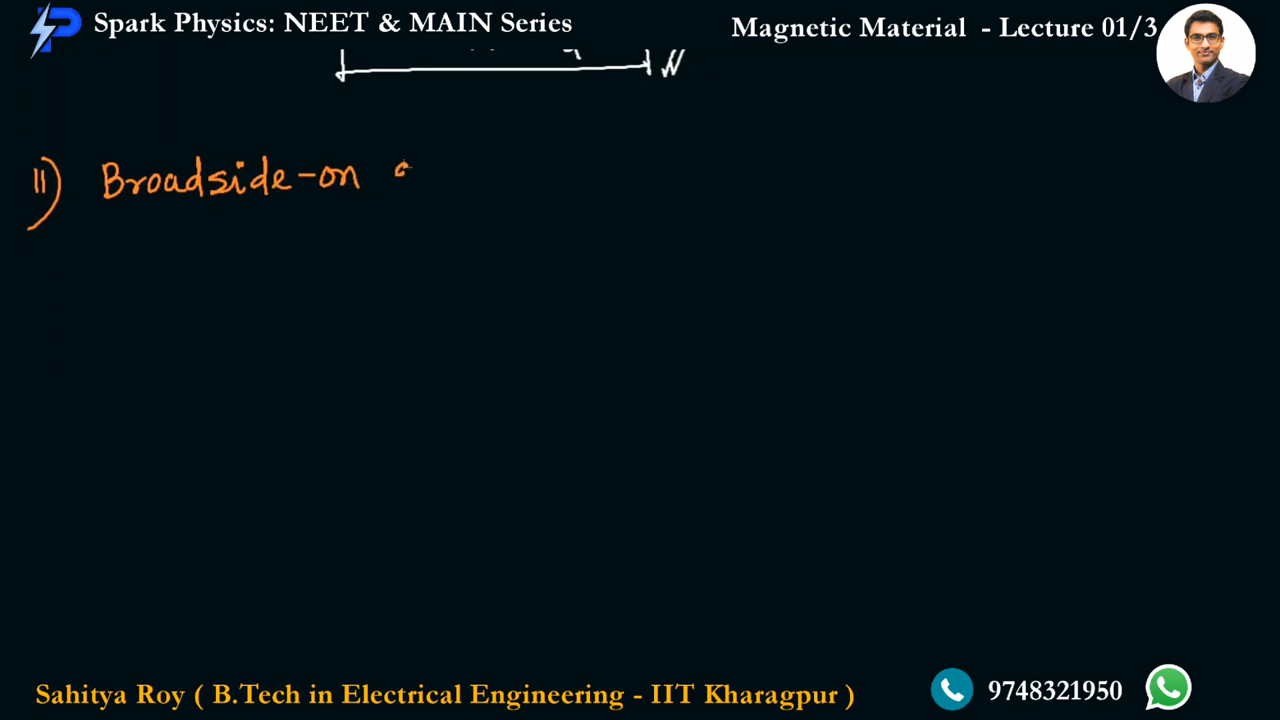 Spark Physics: NEET & MAIN Series
Magnetic Material - Lecture 01/3
II) Broadside-on
Sahitya Roy ( B.Tech in Electrical Engineering - IIT Kharagpur )
9748321950